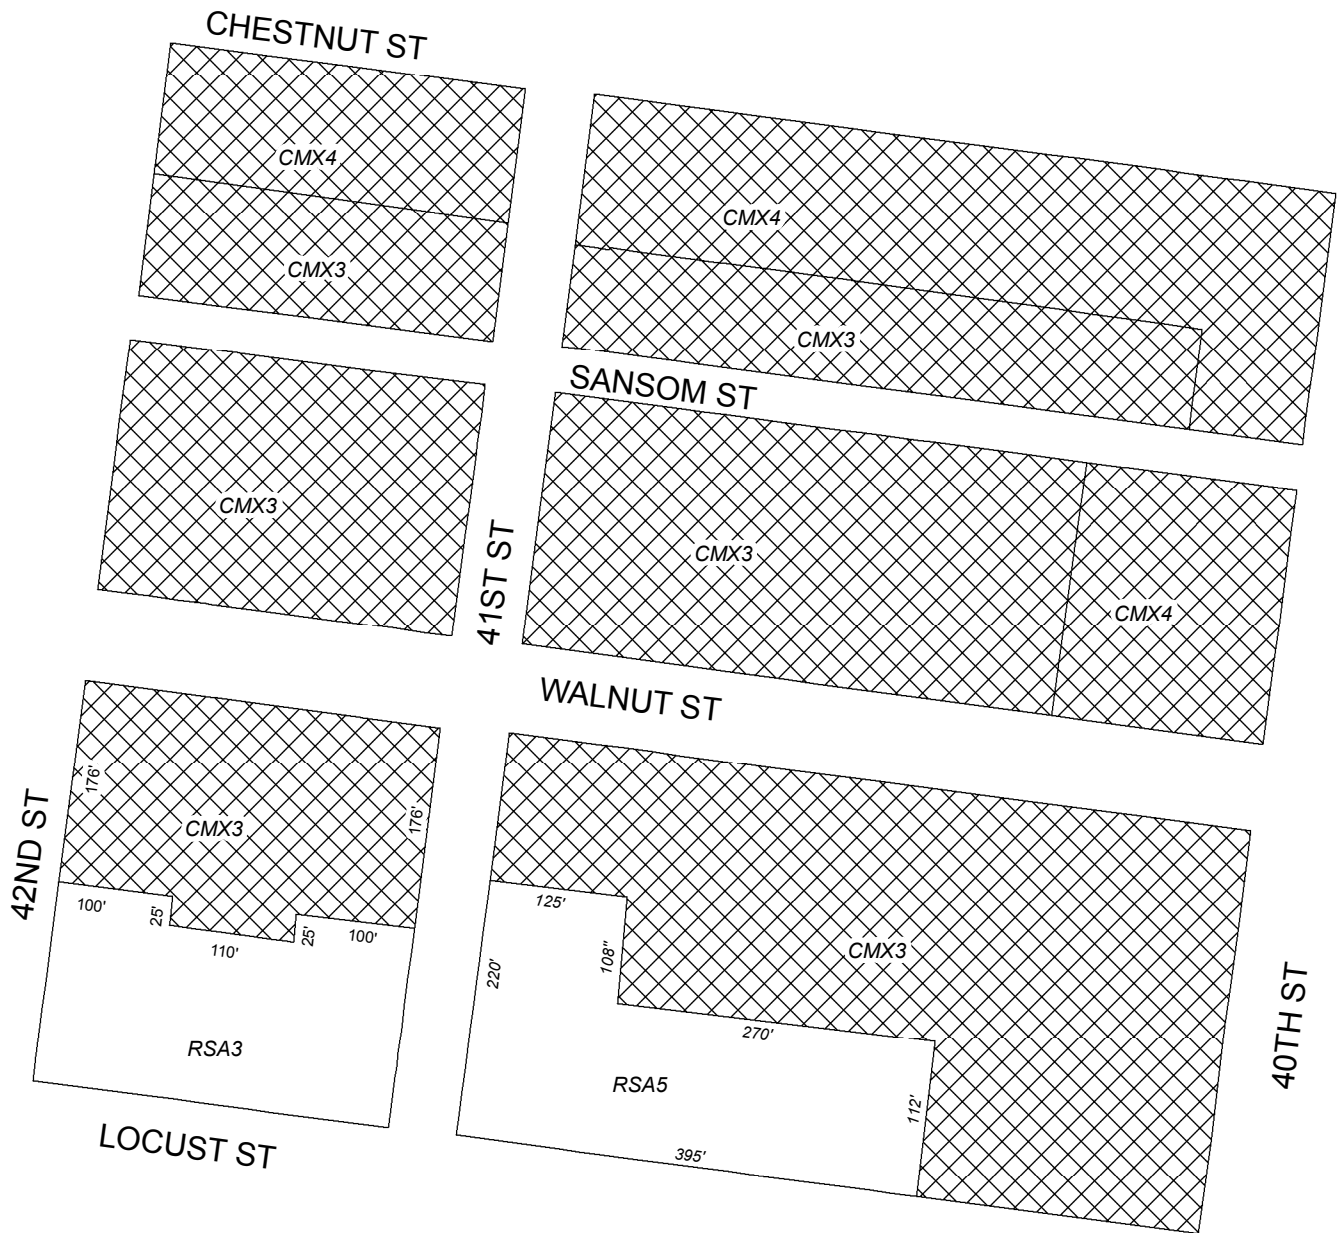 CHESTNUT ST
CMX4
CMX3
CMX4
CMX3
SANSOM ST
CMX3
41ST ST
CMX3
CMX4
WALNUT ST
42ND ST
176'
CMX3
176'
100'
25'
110'
25'
100'
RSA3
LOCUST ST
125'
220'
108"
CMX3
270'
RSA5
112'
395'
40TH ST